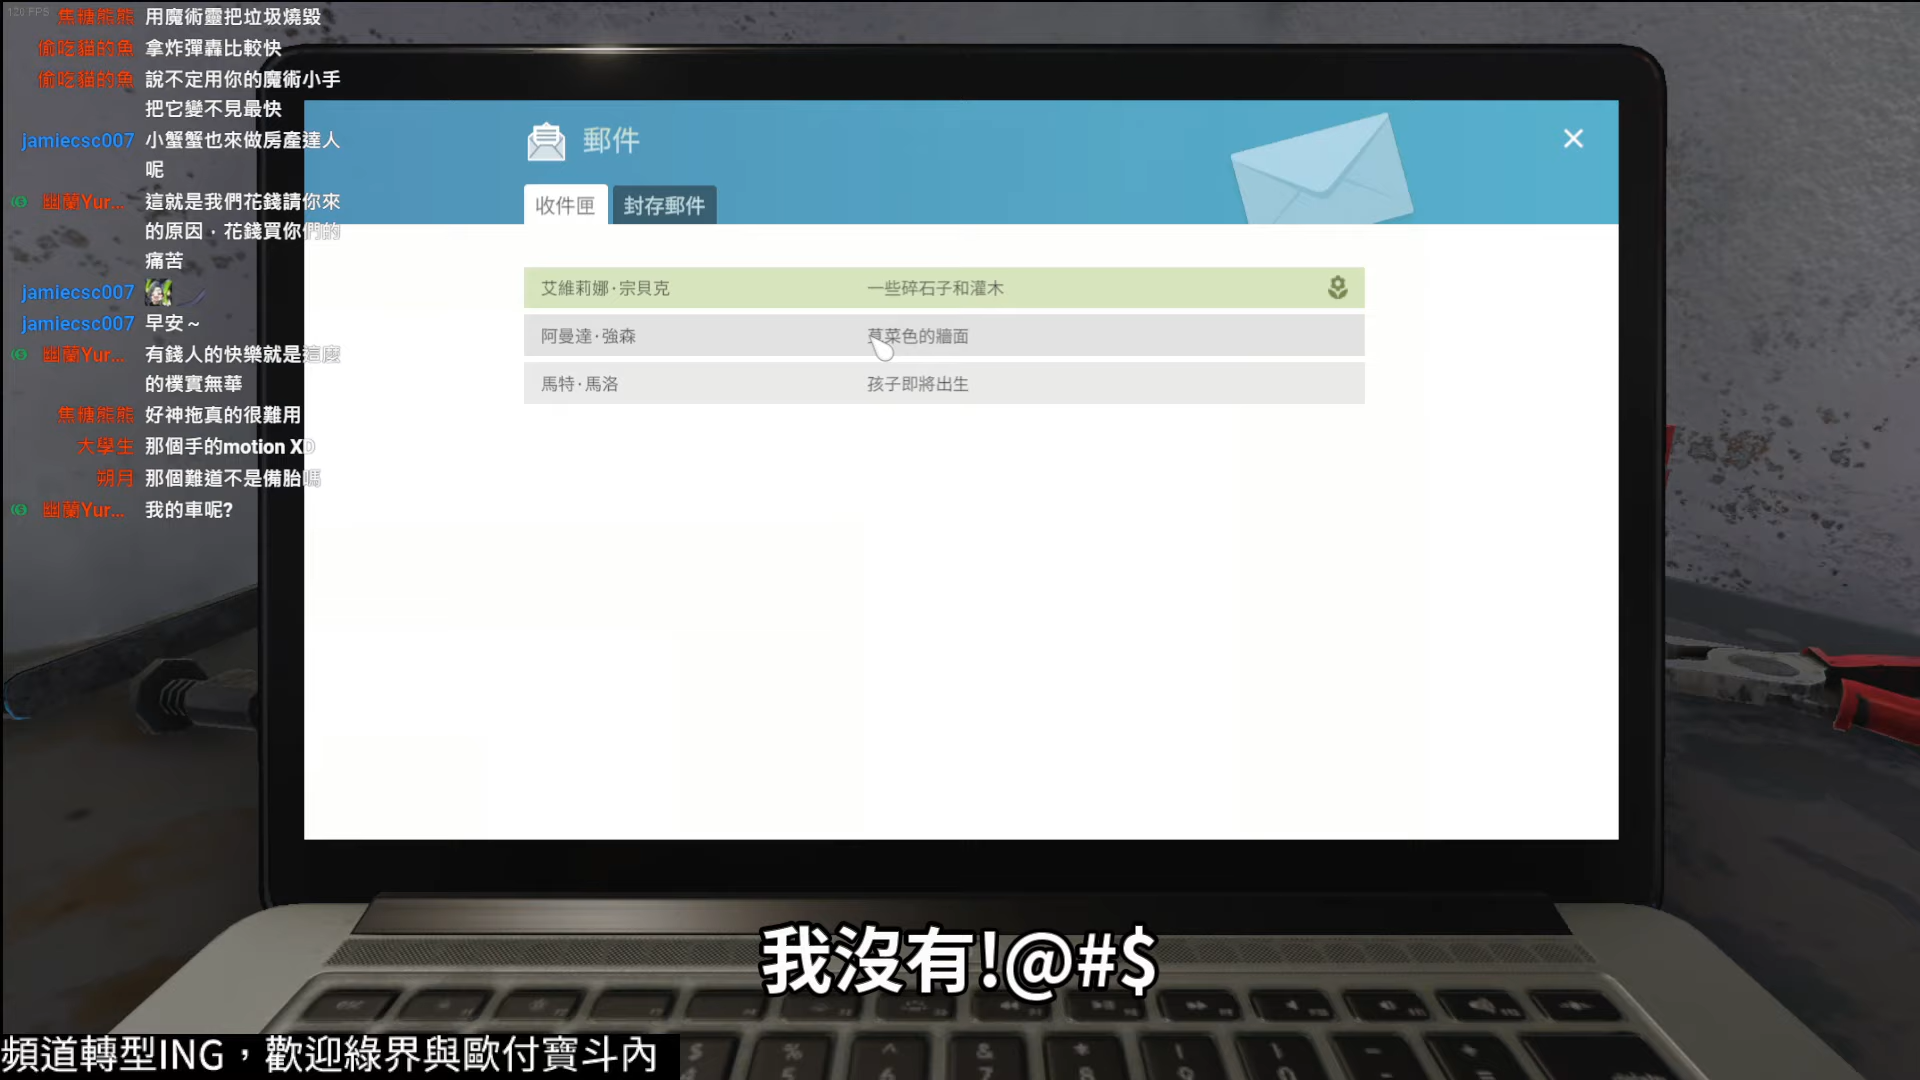 120 FPS
焦糖熊熊 用魔術靈把垃圾燒毀
偷吃貓的魚 拿炸彈轟比較快
偷吃貓的魚 說不定用你的魔術小手
把它變不見最快
jamiecsc007 小蟹蟹也來做房產達人
呢
幽蘭Yur... 這就是我們花錢請你來
的原因，花錢買你們的
痛苦
jamiecsc007
jamiecsc007 早安~
幽蘭Yur... 有錢人的快樂就是這麼
的樸實無華
焦糖熊熊 好神拖真的很難用
大學生 那個手的motion XD
朔月 那個難道不是備胎嗎
幽蘭Yur... 我的車呢?
郵件
收件匣 封存郵件
艾維莉娜·宗貝克 一些碎石子和灌木
阿曼達·強森 莧菜色的牆面
馬特·馬洛 孩子即將出生
我沒有!@#$
頻道轉型ING，歡迎綠界與歐付寶斗內